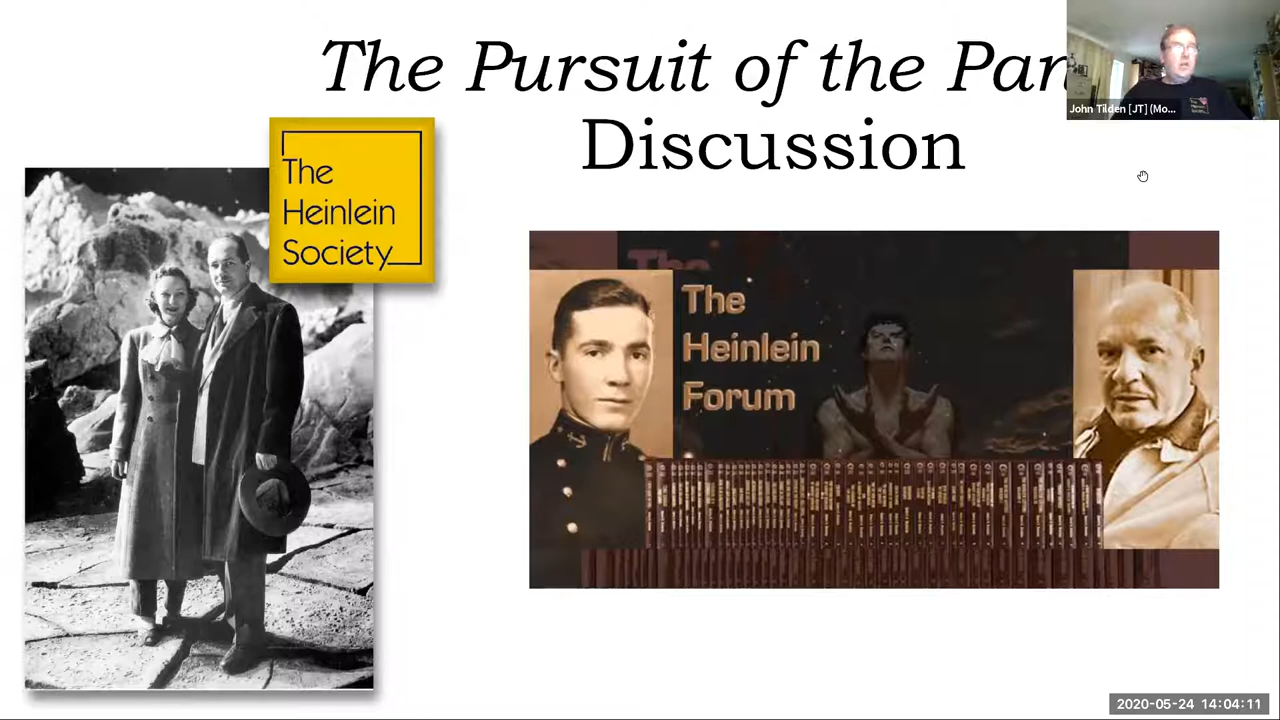 The Pursuit of the Pan
John Tilden [JT] (Mo...
Discussion
The
Heinlein
Society
The
Heinlein
Forum
2020-05-24 14:04:11